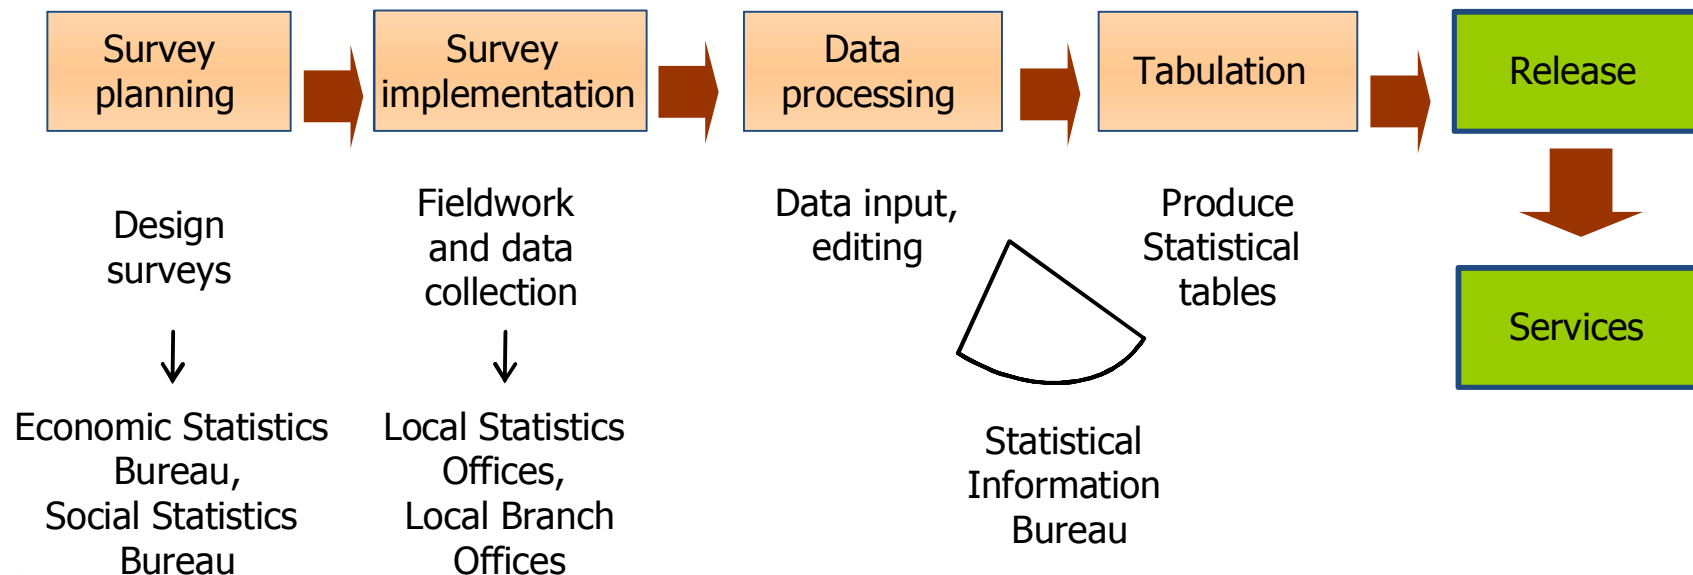 Survey
planning
Survey
implementation
Data
processing
Tabulation
Release
Design
surveys
Fieldwork
and data
collection
Data input,
editing
Produce
Statistical
tables
Services
Economic Statistics
Bureau,
Social Statistics
Bureau
Local Statistics
Offices,
Local Branch
Offices
Statistical
Information
Bureau